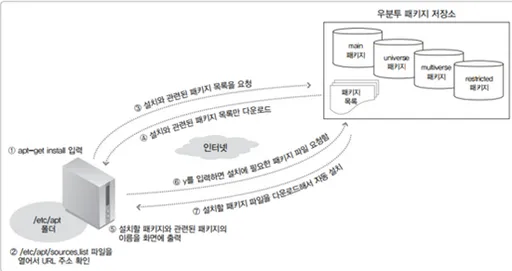 우분투 패키지 저장소
main
패키지
universe
패키지
multiverse
패키지
restricted
패키지
패키지
목록
③ 설치와 관련된 패키지 목록을 요청
④ 설치와 관련된 패키지 목록만 다운로드
인터넷
① apt-get install 입력
⑥ y를 입력하면 설치에 필요한 패키지 파일 요청함
⑦ 설치할 패키지 파일을 다운로드해서 자동 설치
/etc/apt
폴더
⑤ 설치할 패키지와 관련된 패키지의
이름을 화면에 출력
② /etc/apt/sources.list 파일을
열어서 URL 주소 확인